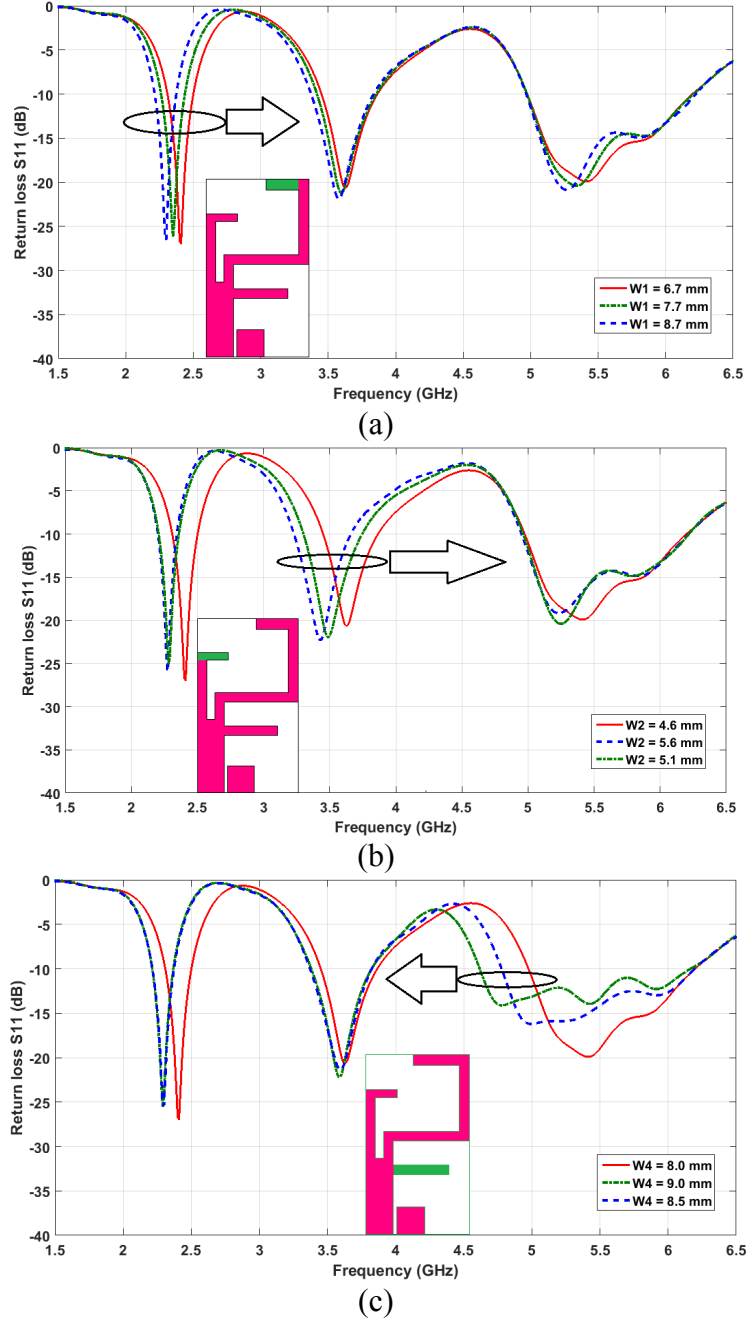 0
-5
-10
-15
-20
-25
-30
-35
-40
Return loss S11 (dB)
W1 = 6.7 mm
W1 = 7.7 mm
W1 = 8.7 mm
1.5 2 2.5 3 3.5 4 4.5 5 5.5 6 6.5
Frequency (GHz)
(a)
0
-5
-10
-15
-20
-25
-30
-35
-40
Return loss S11 (dB)
W2 = 4.6 mm
W2 = 5.6 mm
W2 = 5.1 mm
1.5 2 2.5 3 3.5 4 4.5 5 5.5 6 6.5
Frequency (GHz)
(b)
0
-5
-10
-15
-20
-25
-30
-35
-40
Return loss S11 (dB)
W4 = 8.0 mm
W4 = 9.0 mm
W4 = 8.5 mm
1.5 2 2.5 3 3.5 4 4.5 5 5.5 6 6.5
Frequency (GHz)
(c)